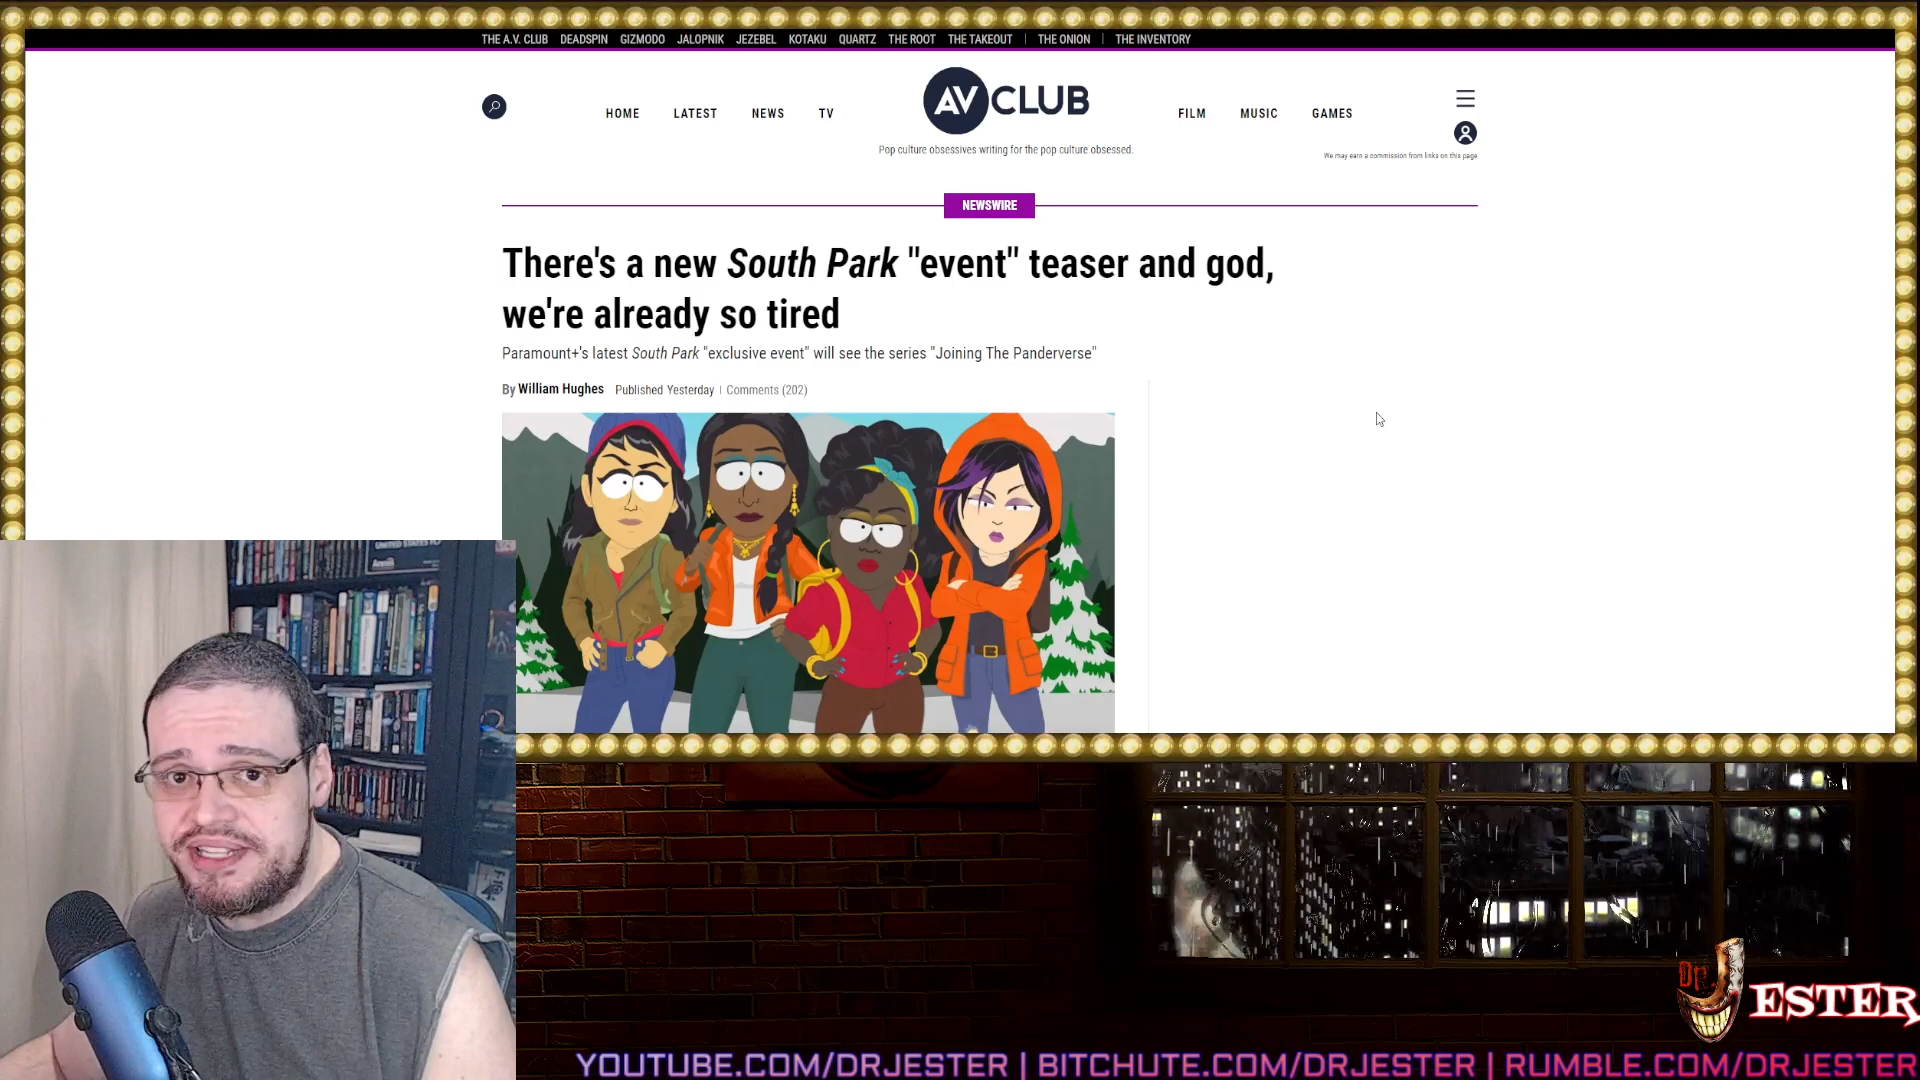 THE A.V. CLUB DEADSPIN GIZMODO JALOPNIK JEZEBEL KOTAKU QUARTZ THE ROOT THE TAKEOUT | THE ONION | THE INVENTORY
HOME LATEST NEWS TV AV CLUB FILM MUSIC GAMES
Pop culture obsessives writing for the pop culture obsessed.
We may earn a commission from links on this page
NEWSWIRE
There's a new South Park "event" teaser and god,
we're already so tired
Paramount+'s latest South Park "exclusive event" will see the series "Joining The Panderverse"
By William Hughes Published Yesterday | Comments (202)
Dr. JESTER
YOUTUBE.COM/DRJESTER | BITCHUTE.COM/DRJESTER | RUMBLE.COM/DRJESTER